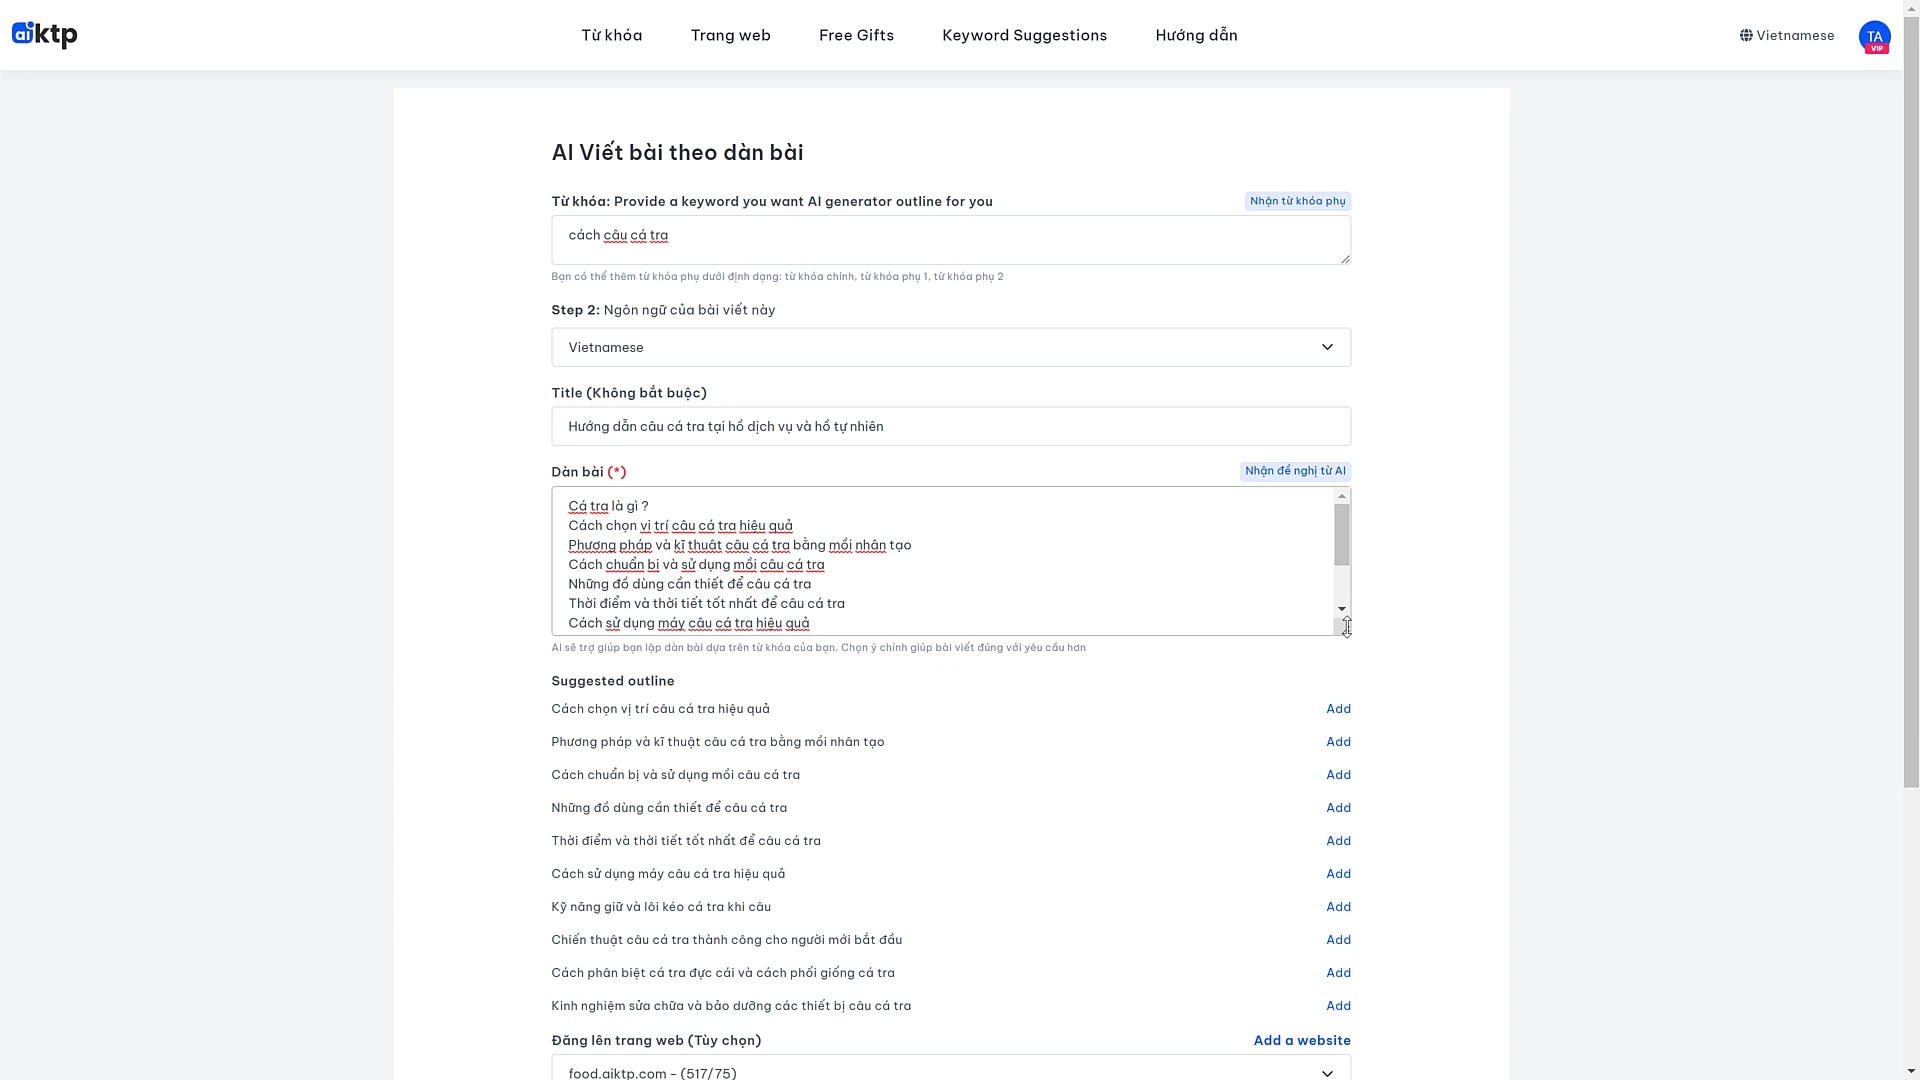 aiktp
Từ khóa
Trang web
Free Gifts
Keyword Suggestions
Hướng dẫn
Vietnamese
TA
VIP
AI Viết bài theo dàn bài
Từ khóa: Provide a keyword you want AI generator outline for you
Nhận từ khóa phụ
cách câu cá tra
Bạn có thể thêm từ khóa phụ dưới định dạng: từ khóa chính, từ khóa phụ 1, từ khóa phụ 2
Step 2: Ngôn ngữ của bài viết này
Vietnamese
Title (Không bắt buộc)
Hướng dẫn câu cá tra tại hồ dịch vụ và hồ tự nhiên
Dàn bài (*)
Nhận đề nghị từ AI
Cá tra là gì ?
Cách chọn vị trí câu cá tra hiệu quả
Phương pháp và kĩ thuật câu cá tra bằng mồi nhân tạo
Cách chuẩn bị và sử dụng mồi câu cá tra
Những đồ dùng cần thiết để câu cá tra
Thời điểm và thời tiết tốt nhất để câu cá tra
Cách sử dụng máy câu cá tra hiệu quả
AI sẽ trợ giúp bạn lập dàn bài dựa trên từ khóa của bạn. Chọn ý chính giúp bài viết đúng với yêu cầu hơn
Suggested outline
Cách chọn vị trí câu cá tra hiệu quả Add
Phương pháp và kĩ thuật câu cá tra bằng mồi nhân tạo Add
Cách chuẩn bị và sử dụng mồi câu cá tra Add
Những đồ dùng cần thiết để câu cá tra Add
Thời điểm và thời tiết tốt nhất để câu cá tra Add
Cách sử dụng máy câu cá tra hiệu quả Add
Kỹ năng giữ và lôi kéo cá tra khi câu Add
Chiến thuật câu cá tra thành công cho người mới bắt đầu Add
Cách phân biệt cá tra đực cái và cách phối giống cá tra Add
Kinh nghiệm sửa chữa và bảo dưỡng các thiết bị câu cá tra Add
Đăng lên trang web (Tùy chọn)
Add a website
food.aiktp.com - (517/75)